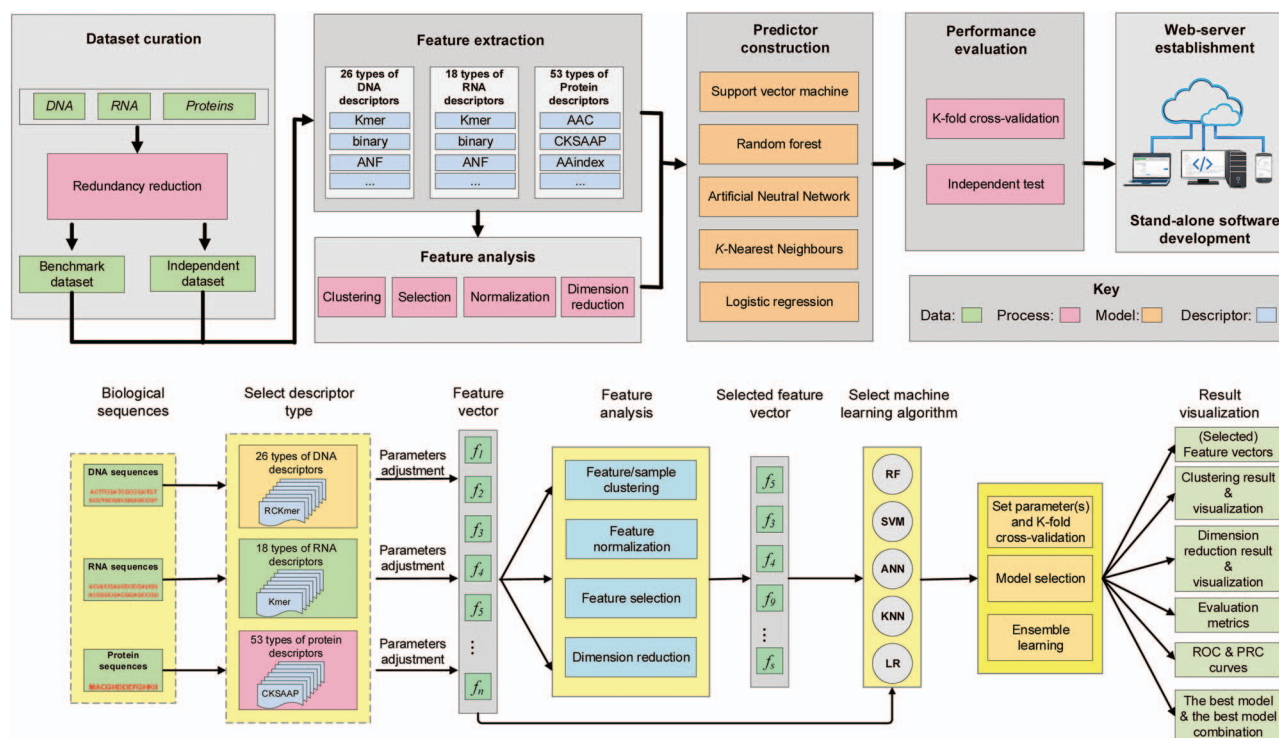 Dataset curation
DNA
RNA
Proteins
Redundancy reduction
Benchmark
dataset
Independent
dataset
Feature extraction
26 types of
DNA
descriptors
Kmer
binary
ANF
...
18 types of
RNA
descriptors
Kmer
binary
ANF
...
53 types of
Protein
descriptors
AAC
CKSAAP
AAindex
...
Feature analysis
Clustering
Selection
Normalization
Dimension
reduction
Predictor
construction
Support vector machine
Random forest
Artificial Neutral Network
K-Nearest Neighbours
Logistic regression
Performance
evaluation
K-fold cross-validation
Independent test
Web-server
establishment
</>
Stand-alone software
development
Key
Data:
Process:
Model:
Descriptor:
Biological
sequences
DNA sequences
RNA sequences
Protein sequences
Select descriptor
type
26 types of DNA
descriptors
RCKmer
18 types of RNA
descriptors
Kmer
53 types of protein
descriptors
CKSAAP
Parameters
adjustment
Parameters
adjustment
Parameters
adjustment
Feature
vector
f1
f2
f3
f4
f5
...
fn
Feature
analysis
Feature/sample
clustering
Feature
normalization
Feature selection
Dimension reduction
Selected feature
vector
f5
f3
f4
f9
...
fs
Select machine
learning algorithm
RF
SVM
ANN
KNN
LR
Set parameter(s)
and K-fold
cross-validation
Model selection
Ensemble
learning
Result
visualization
(Selected)
Feature vectors
Clustering result
&
visualization
Dimension
reduction result
&
visualization
Evaluation
metrics
ROC & PRC
curves
The best model
& the best model
combination